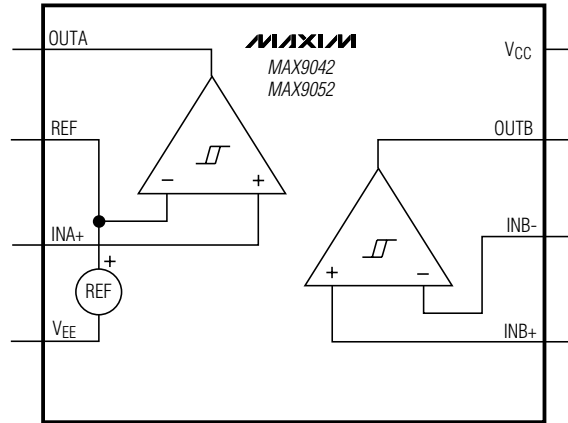 OUTA
MAXIM
MAX9042
MAX9052
VCC
REF
OUTB
− +
INA+
INB-
+
REF
+ −
VEE
INB+